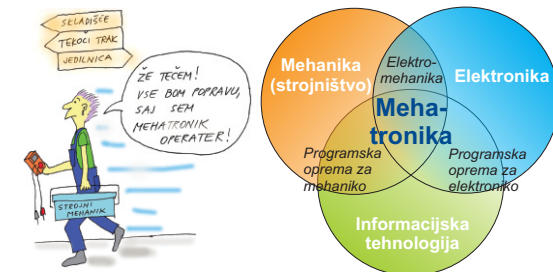 SKLADIŠČE
TEKOČI TRAK
JEDILNICA
ŽE TEČEM!
VSE BOM POPRAVU,
SAJ SEM
MEHATRONIK
OPERATER!
STROJNI
MEHANIK
Mehanika
(strojništvo)
Elektro-
mehanika
Elektronika
Meha-
tronika
Programska
oprema za
mehaniko
Programska
oprema za
elektroniko
Informacijska
tehnologija